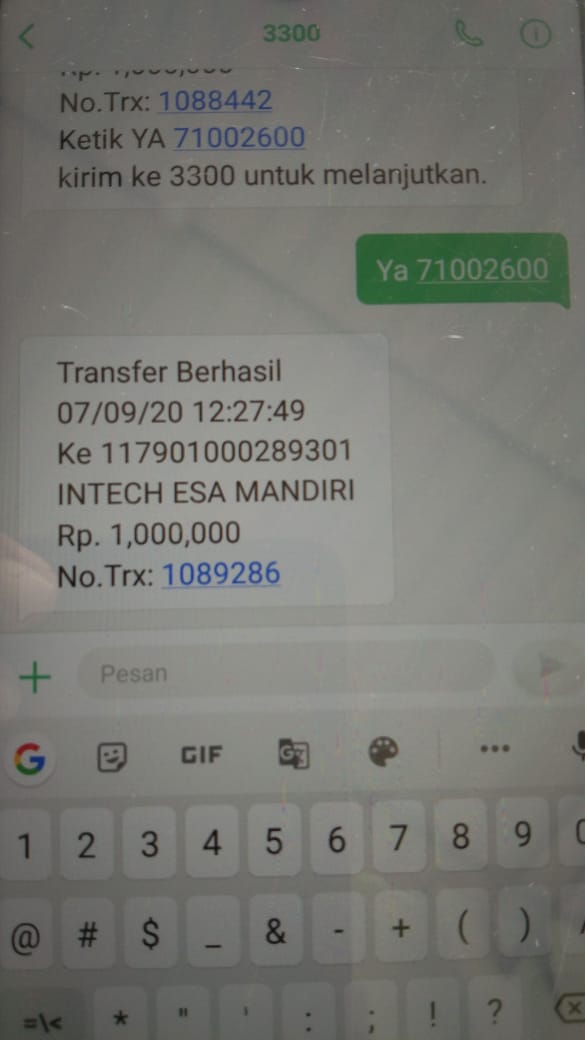 3300
No.Trx: 1088442
Ketik YA 71002600
kirim ke 3300 untuk melanjutkan.
Ya 71002600
Transfer Berhasil
07/09/20 12:27:49
Ke 117901000289301
INTECH ESA MANDIRI
Rp. 1,000,000
No.Trx: 1089286
Pesan
G GIF G ...
1 2 3 4 5 6 7 8 9
@ # $ _ & - + ( )
=\< * " ' : ; ! ?